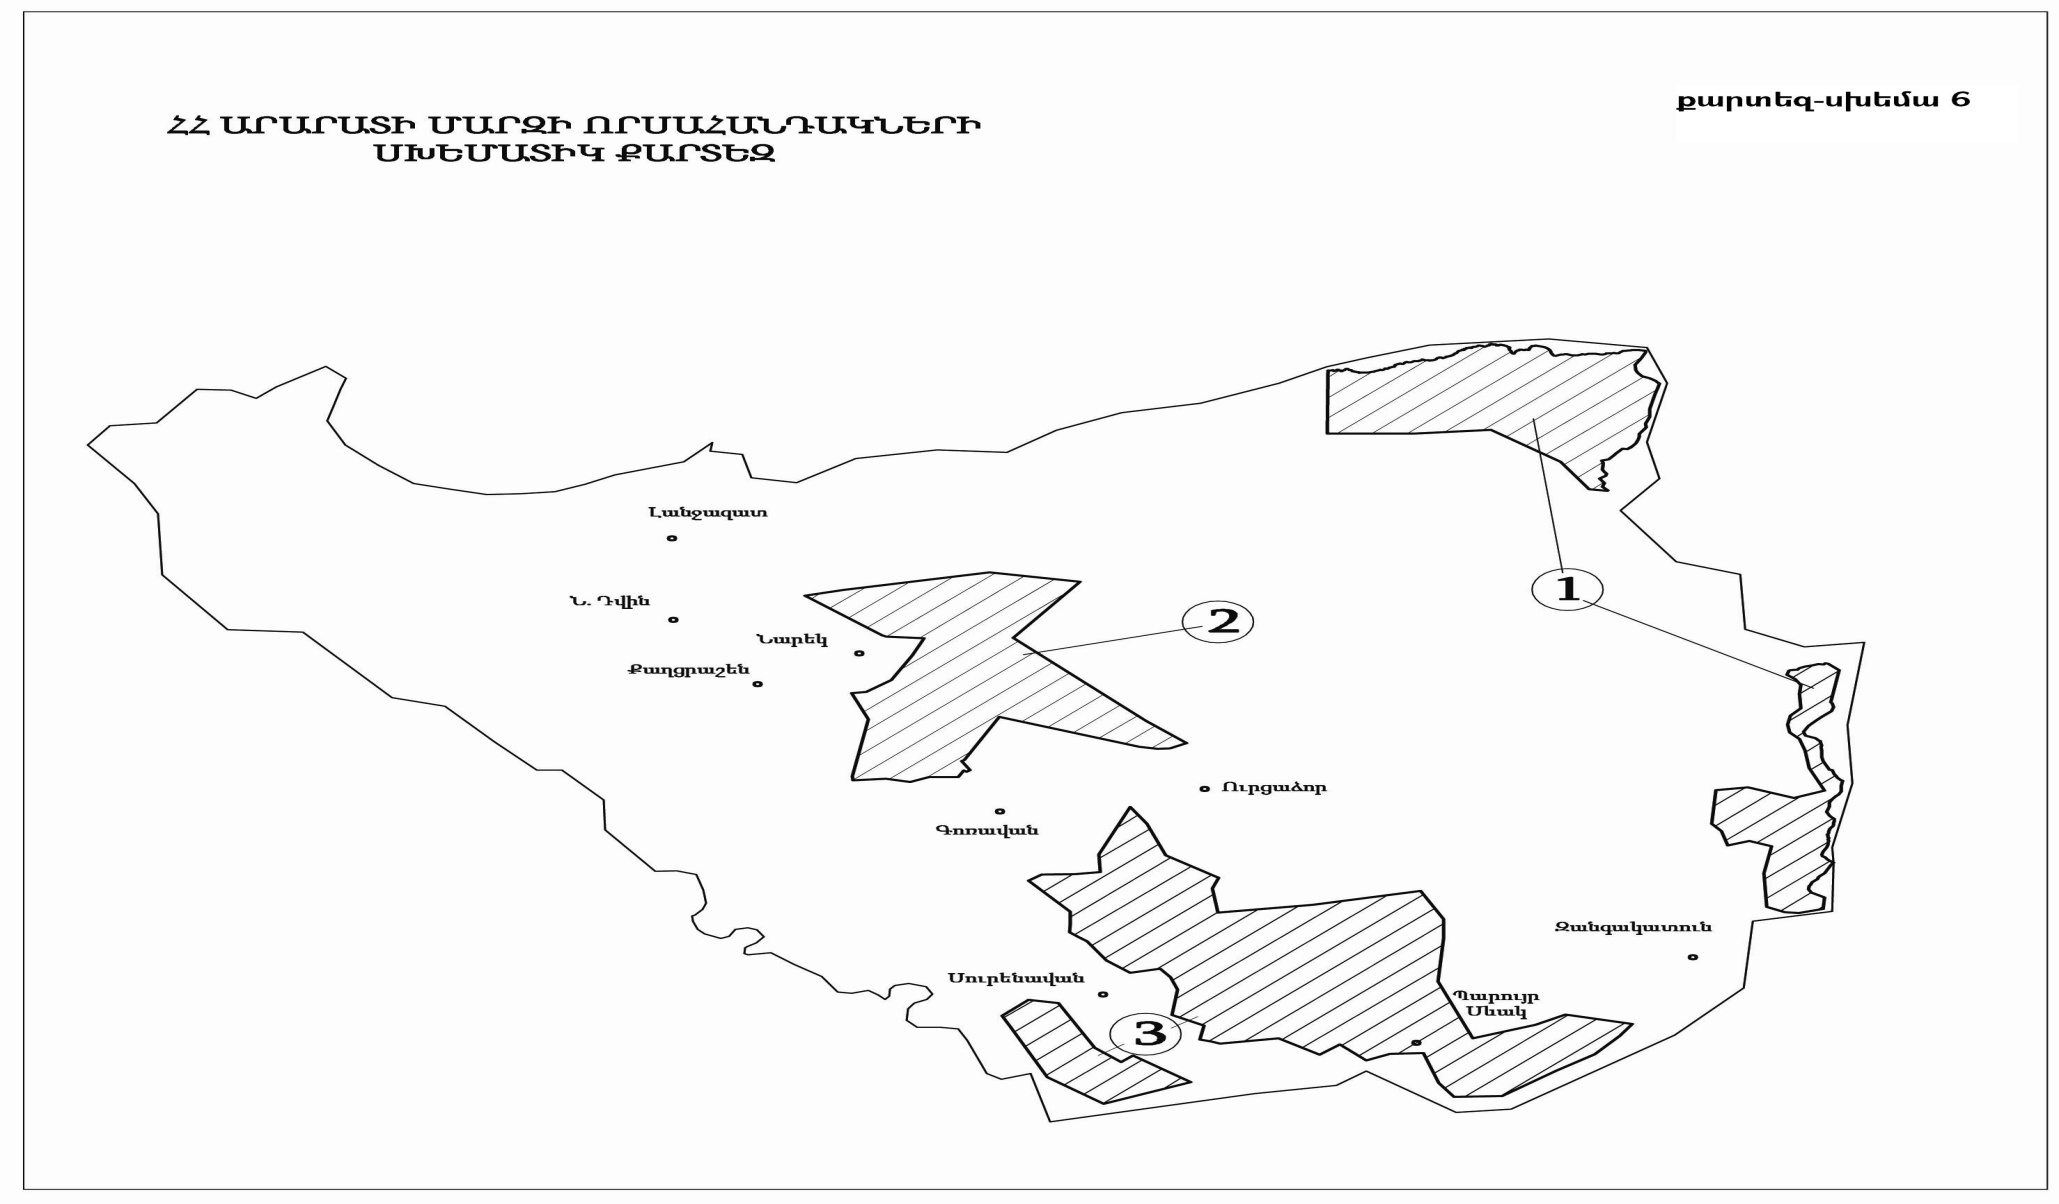 քարտեզ-սխեմա 6
ՀՀ ԱՐԱՐԱՏԻ ՄԱՐԶԻ ՈՐՍԱՀԱՆԴԱԿՆԵՐԻ
ՍԽԵՄԱՏԻԿ ՔԱՐՏԵԶ
Լանջազատ
1
Ն. Դվին
2
Նարեկ
Քաղցրաշեն
Ուրցաձոր
Գոռավան
Զանգակատուն
Սուրենավան
Պարույր
Սևակ
3